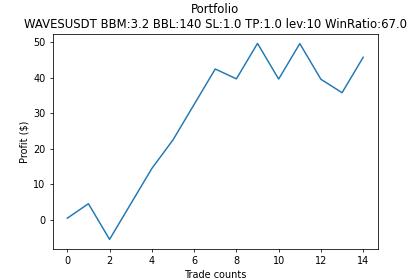 Portfolio
WAVESUSDT BBM:3.2 BBL:140 SL:1.0 TP:1.0 lev:10 WinRatio:67.0
50
40
30
20
10
0
Profit ($)
0 2 4 6 8 10 12 14
Trade counts